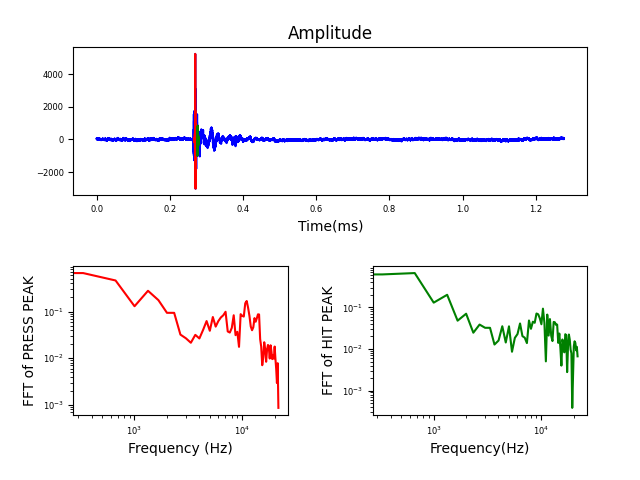 Amplitude
4000
2000
0
−2000
0.0 0.2 0.4 0.6 0.8 1.0 1.2
Time(ms)
FFT of PRESS PEAK
10⁻¹
10⁻²
10⁻³
10³ 10⁴
Frequency (Hz)
FFT of HIT PEAK
10⁻¹
10⁻²
10⁻³
10³ 10⁴
Frequency(Hz)